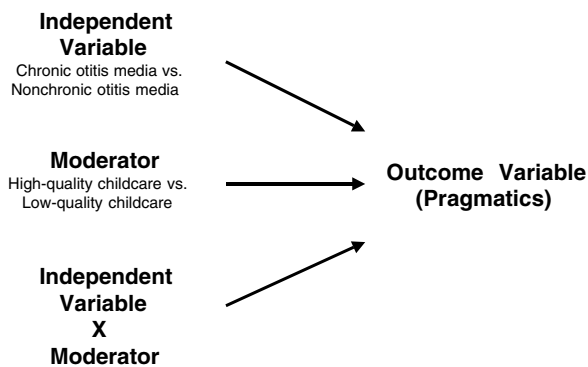 Independent
Variable
Chronic otitis media vs.
Nonchronic otitis media
Moderator
High-quality childcare vs.
Low-quality childcare
Outcome Variable
(Pragmatics)
Independent
Variable
X
Moderator